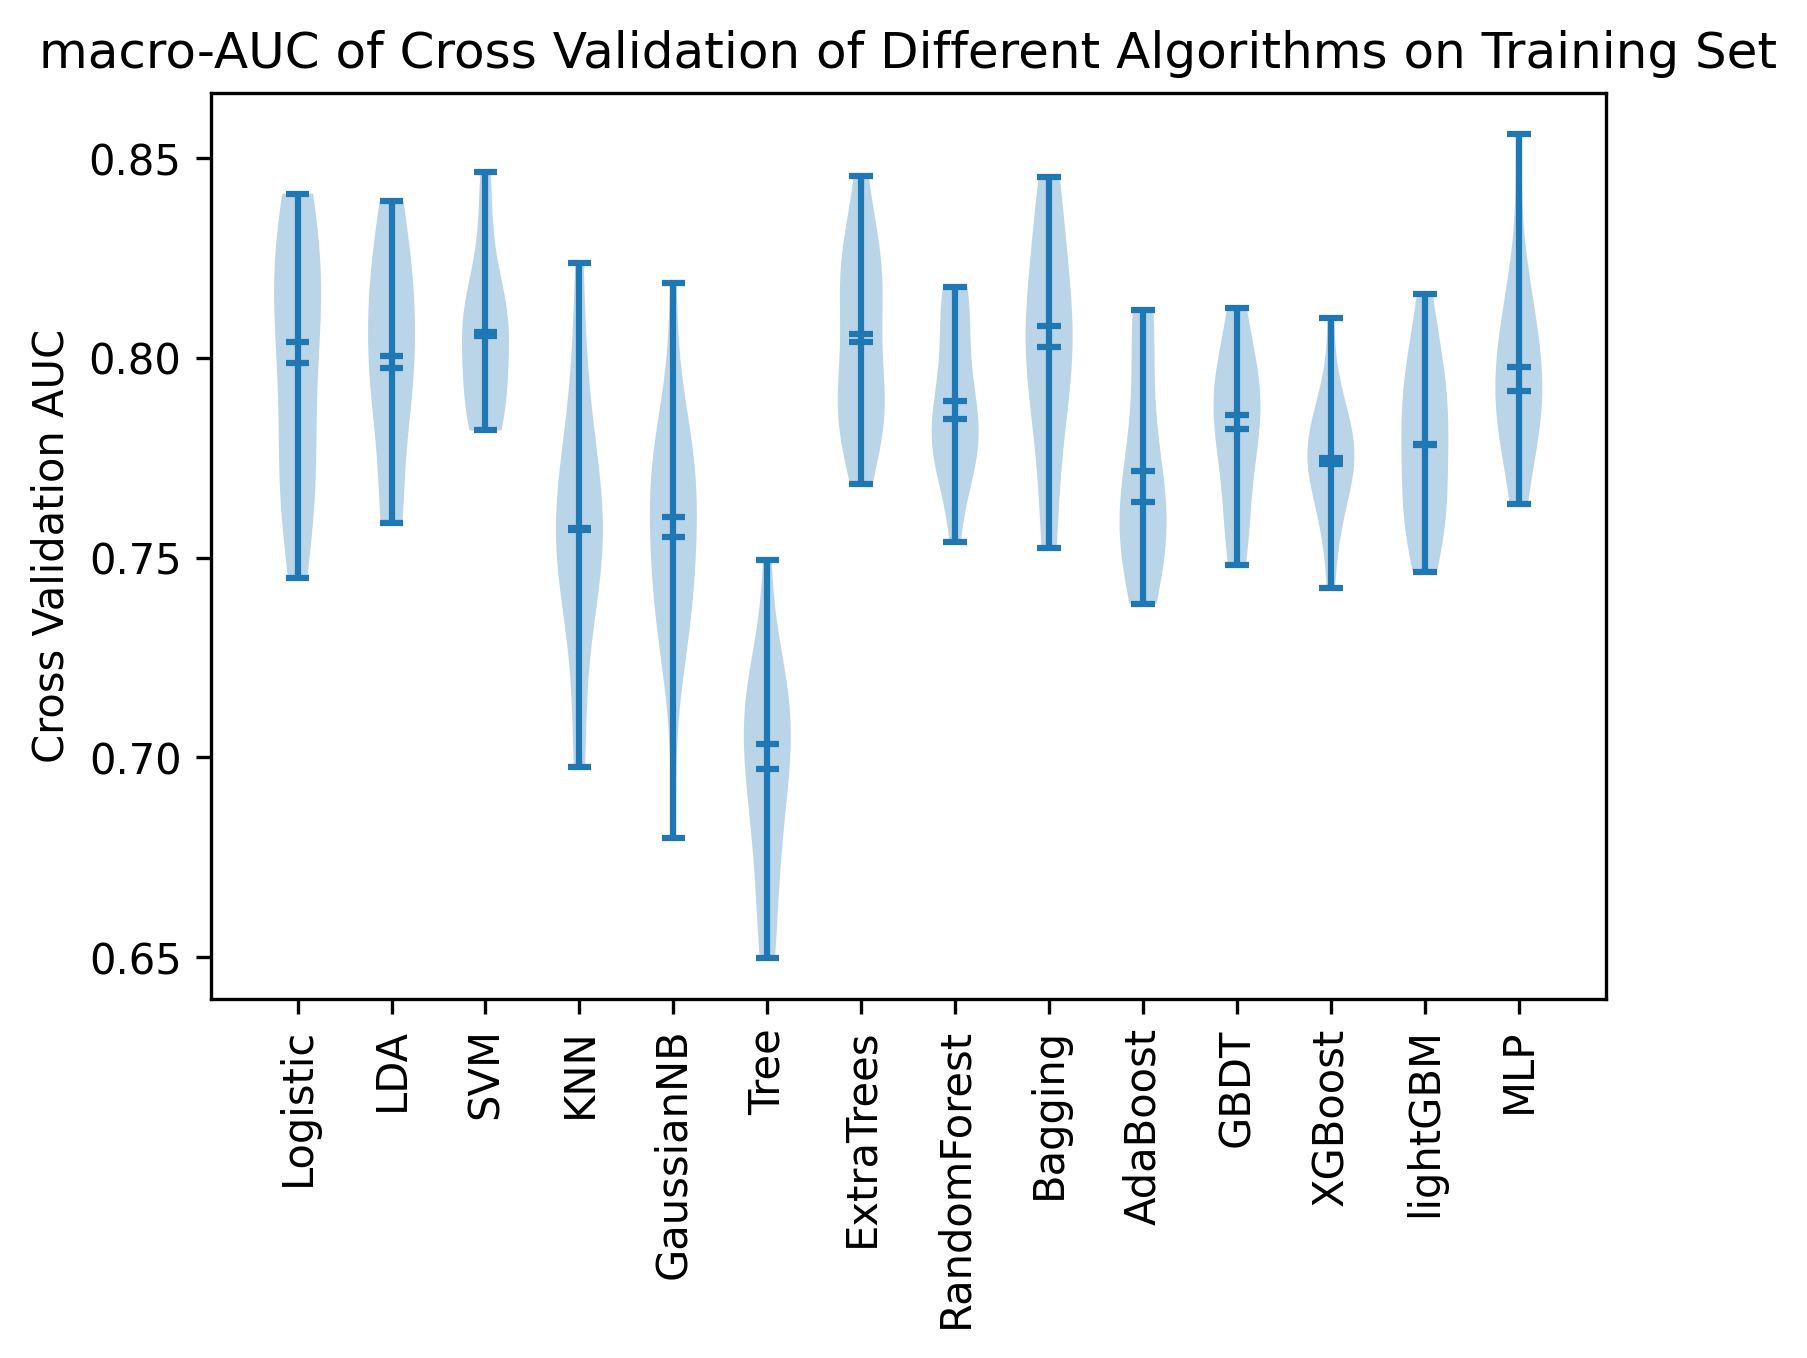 macro-AUC of Cross Validation of Different Algorithms on Training Set
Cross Validation AUC
0.85
0.80
0.75
0.70
0.65
Logistic
LDA
SVM
KNN
GaussianNB
Tree
ExtraTrees
RandomForest
Bagging
AdaBoost
GBDT
XGBoost
lightGBM
MLP